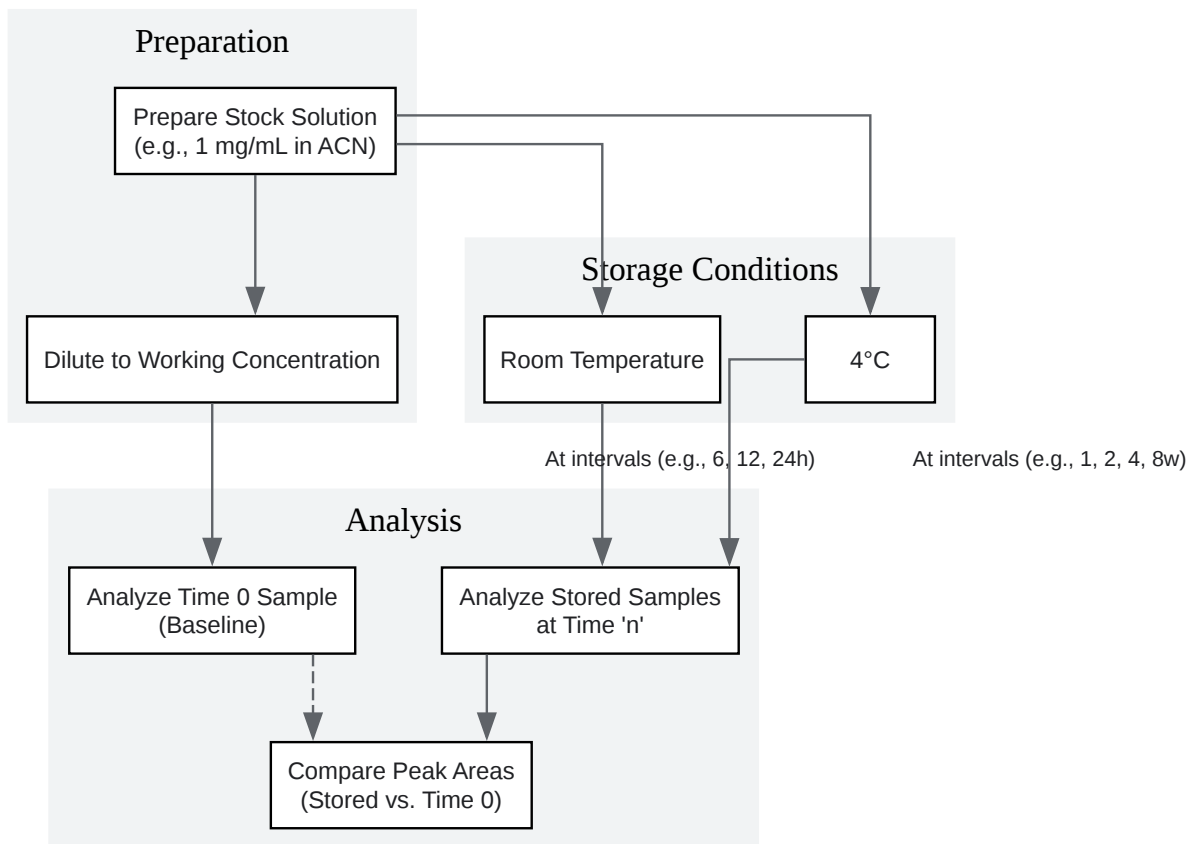 Preparation
Prepare Stock Solution
(e.g., 1 mg/mL in ACN)
Storage Conditions
Dilute to Working Concentration
Room Temperature
4°C
At intervals (e.g., 6, 12, 24h)
At intervals (e.g., 1, 2, 4, 8w)
Analysis
Analyze Time 0 Sample
(Baseline)
Analyze Stored Samples
at Time 'n'
Compare Peak Areas
(Stored vs. Time 0)